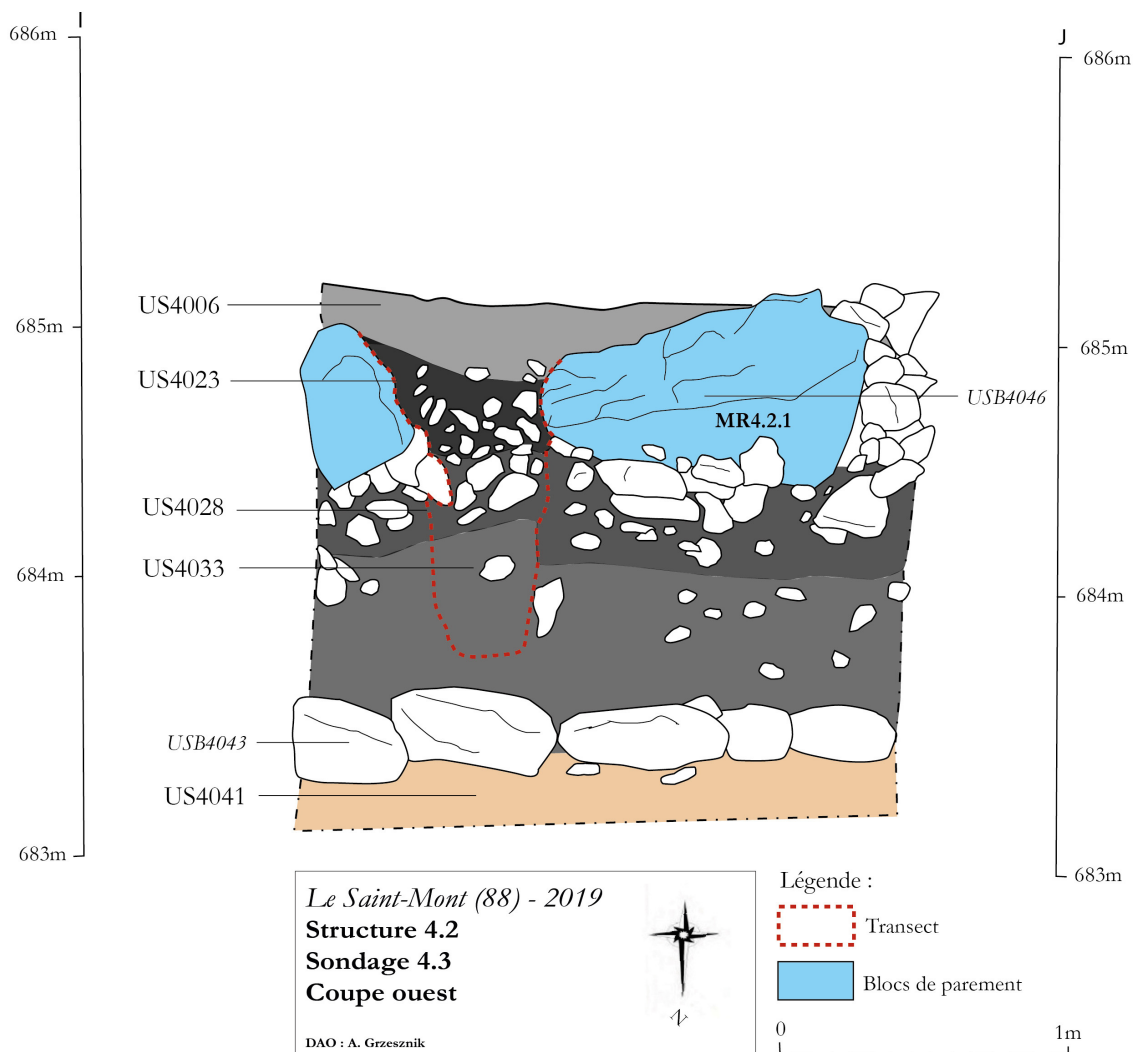 I
686m
J
686m
US4006
685m
685m
US4023
USB4046
MR4.2.1
US4028
US4033
684m
684m
USB4043
US4041
683m
683m
Le Saint-Mont (88) - 2019
Structure 4.2
Sondage 4.3
Coupe ouest
DAO : A. Grzesznik
N
Légende :
Transect
Blocs de parement
0
1m